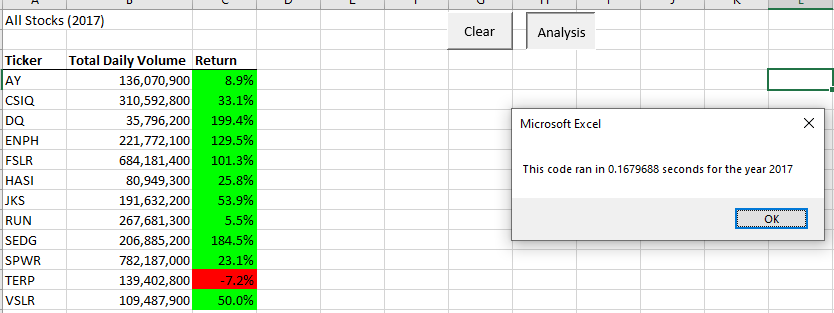 A B C D E F G H I J K L
All Stocks (2017)
Clear
Analysis
Ticker Total Daily Volume Return
AY 136,070,900 8.9%
CSIQ 310,592,800 33.1%
DQ 35,796,200 199.4%
ENPH 221,772,100 129.5%
FSLR 684,181,400 101.3%
HASI 80,949,300 25.8%
JKS 191,632,200 53.9%
RUN 267,681,300 5.5%
SEDG 206,885,200 184.5%
SPWR 782,187,000 23.1%
TERP 139,402,800 -7.2%
VSLR 109,487,900 50.0%
Microsoft Excel
This code ran in 0.1679688 seconds for the year 2017
OK